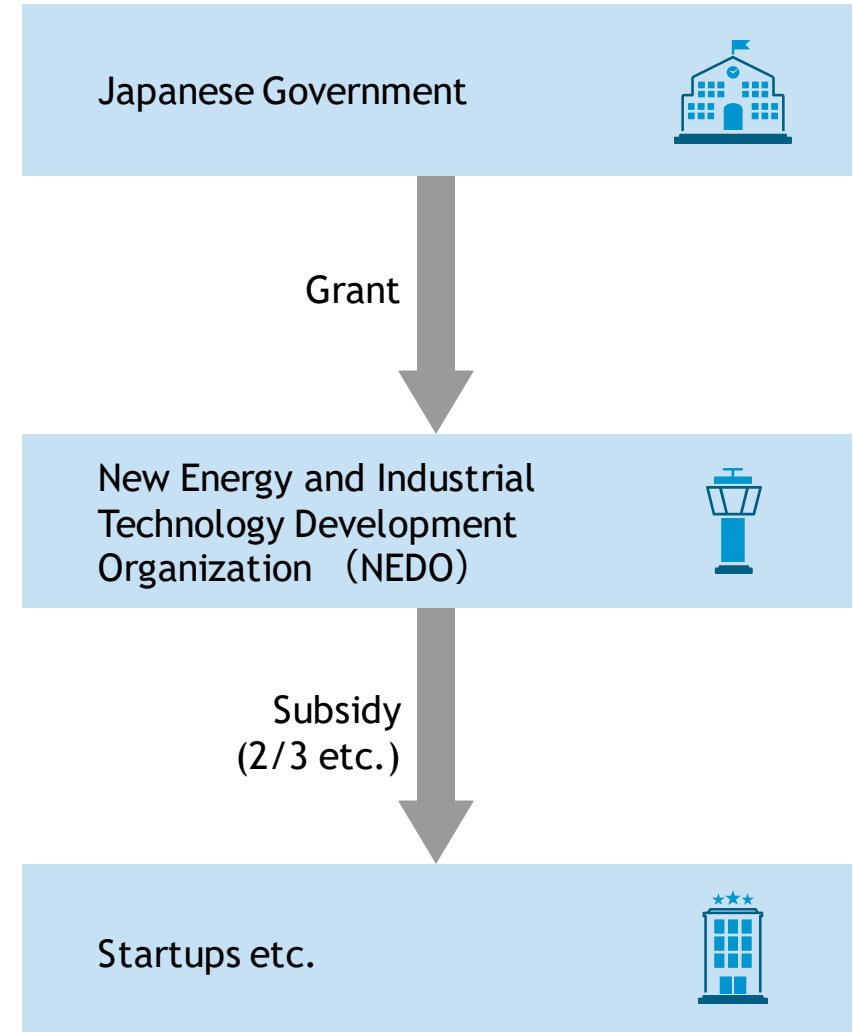 Japanese Government
Grant
New Energy and Industrial
Technology Development
Organization （NEDO）
Subsidy
(2/3 etc.)
Startups etc.